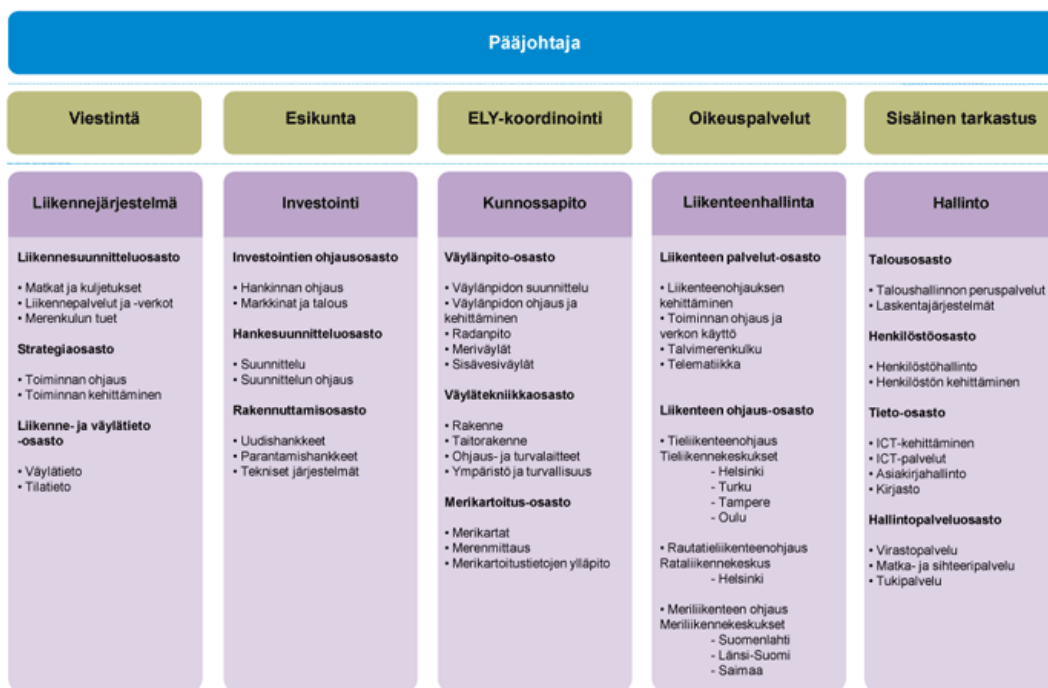 Pääjohtaja
Viestintä
Esikunta
ELY-koordinointi
Oikeuspalvelut
Sisäinen tarkastus
Liikennejärjestelmä
Liikennesuunnitteluosasto
• Matkat ja kuljetukset
• Liikennepalvelut ja -verkot
• Merenkulun tuet
Strategiaosasto
• Toiminnan ohjaus
• Toiminnan kehittäminen
Liikenne- ja väylätieto
-osasto
• Väylätieto
• Tilatieto
Investointi
Investointien ohjausosasto
• Hankinnan ohjaus
• Markkinat ja talous
Hankesuunnitteluosasto
• Suunnittelu
• Suunnittelun ohjaus
Rakennuttamisosasto
• Uudishankkeet
• Parantamishankkeet
• Tekniset järjestelmät
Kunnossapito
Väylänpito-osasto
• Väylänpidon suunnittelu
• Väylänpidon ohjaus ja
kehittäminen
• Radanpito
• Meriväylät
• Sisävesiväylät
Väylätekniikkaosasto
• Rakenne
• Taitorakenne
• Ohjaus- ja turvalaitteet
• Ympäristö ja turvallisuus
Merikartoitus-osasto
• Merikartat
• Merenmittaus
• Merikartoitustietojen ylläpito
Liikenteenhallinta
Liikenteen palvelut-osasto
• Liikenteenohjauksen
kehittäminen
• Toiminnan ohjaus ja
verkon käyttö
• Talvimerenkulku
• Telematiikka
Liikenteen ohjaus-osasto
• Tieliikenteenohjaus
Tieliikennekeskukset
- Helsinki
- Turku
- Tampere
- Oulu
• Rautatieliikenteenohjaus
Rataliikennekeskus
- Helsinki
• Meriliikenteen ohjaus
Meriliikennekeskukset
- Suomenlahti
- Länsi-Suomi
- Saimaa
Hallinto
Talousosasto
• Taloushallinnon peruspalvelut
• Laskentajärjestelmät
Henkilöstöosasto
• Henkilöstöhallinto
• Henkilöstön kehittäminen
Tieto-osasto
• ICT-kehittäminen
• ICT-palvelut
• Asiakirjahallinto
• Kirjasto
Hallintopalveluosasto
• Virastopalvelu
• Matka- ja sihteeripalvelu
• Tukipalvelu